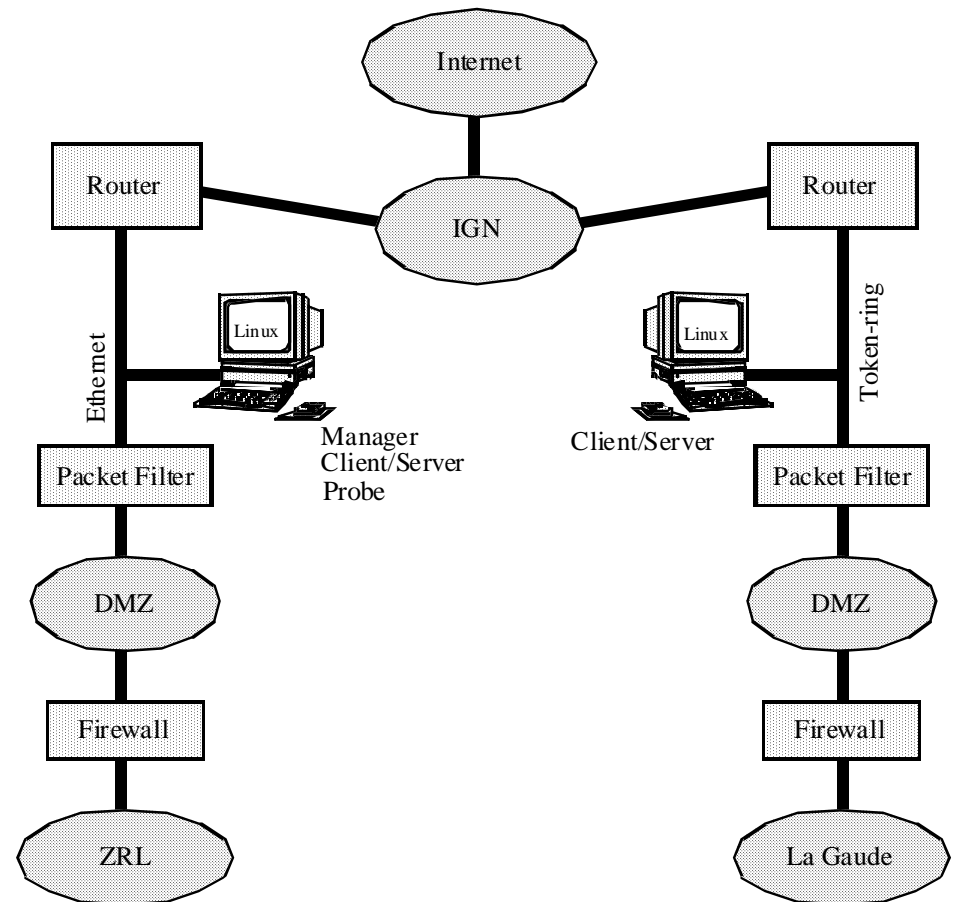 Internet
Router
Router
IGN
Linux
Linux
Ethernet
Token-ring
Manager
Client/Server
Probe
Client/Server
Packet Filter
Packet Filter
DMZ
DMZ
Firewall
Firewall
ZRL
La Gaude